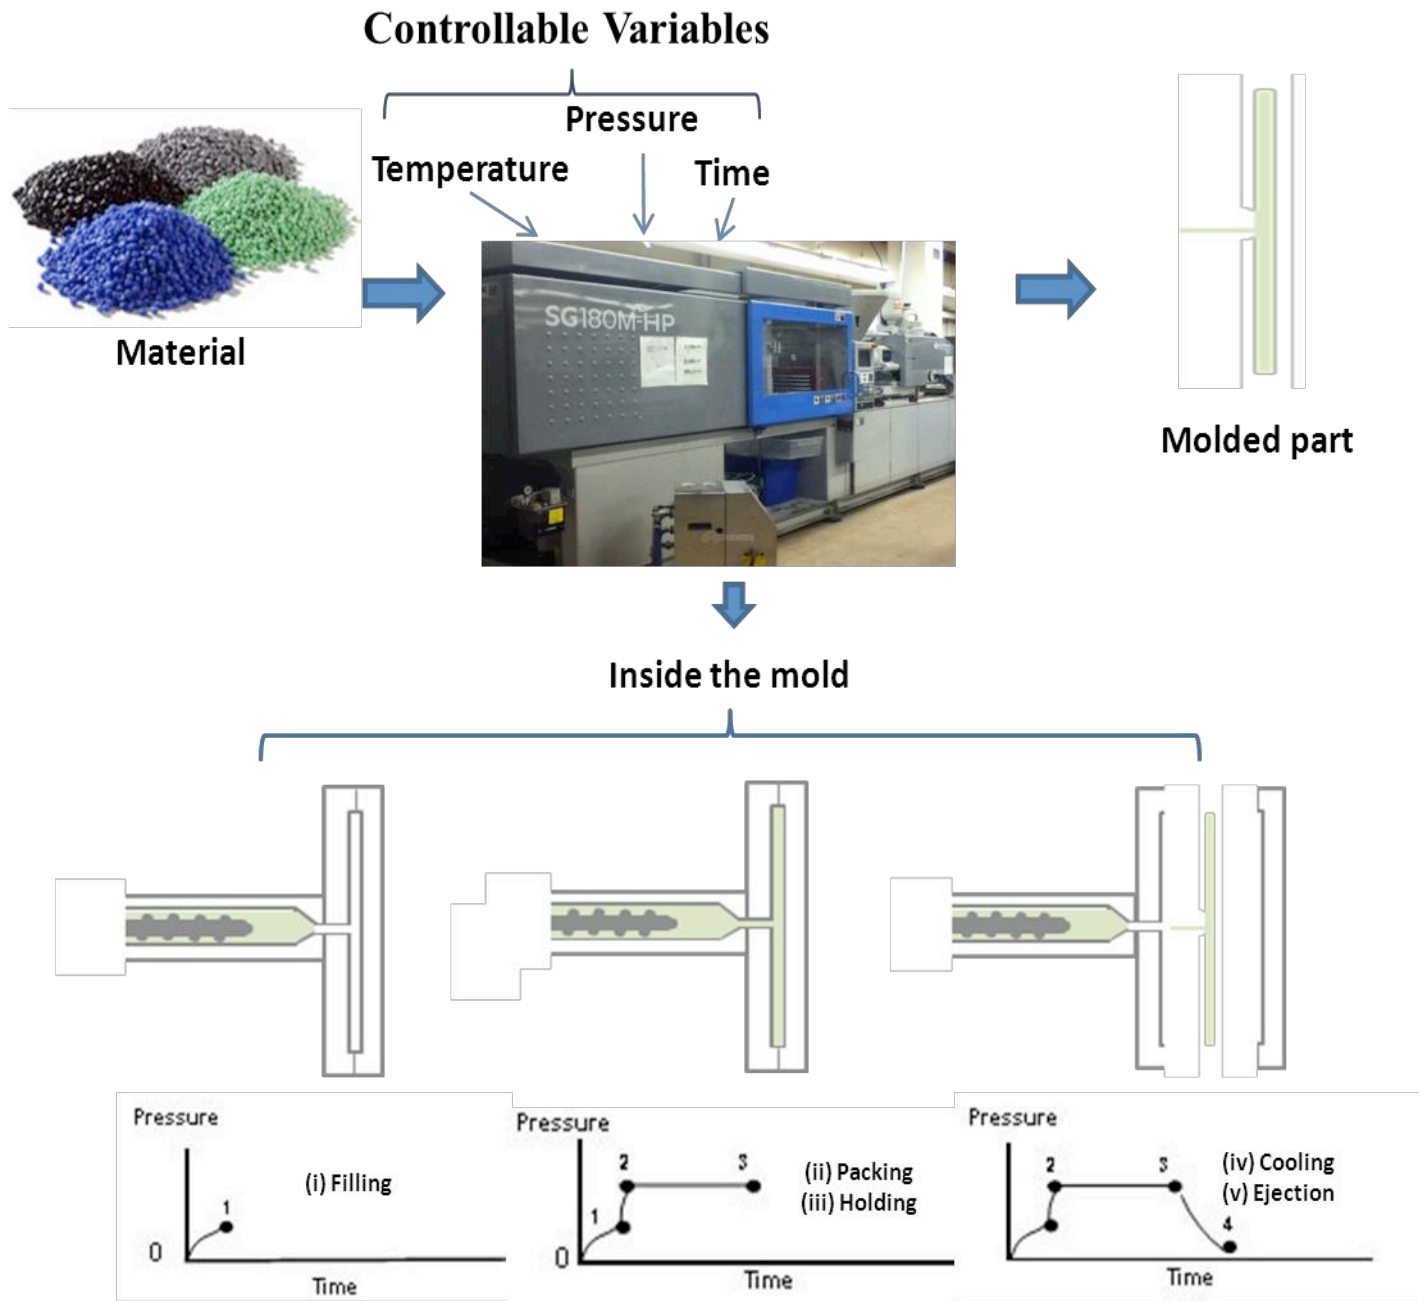 Controllable Variables
Pressure
Temperature
Time
SG180M-HP
Material
Molded part
Inside the mold
Pressure
(i) Filling
1
0
Time
Pressure
2
3
(ii) Packing
(iii) Holding
1
0
Time
Pressure
2
3
(iv) Cooling
(v) Ejection
4
Time